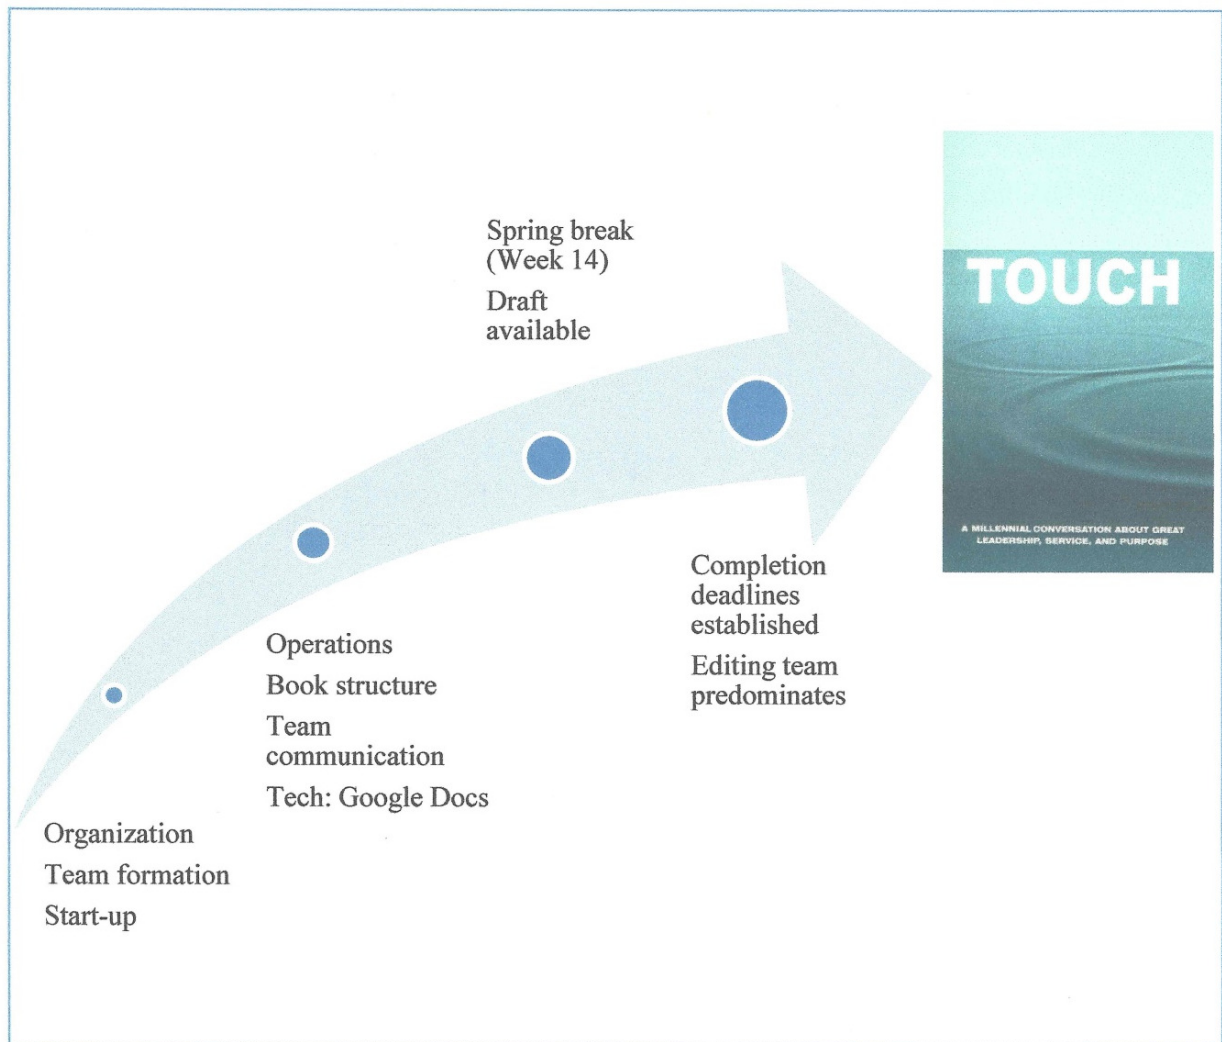 Organization
Team formation
Start-up
Operations
Book structure
Team
communication
Tech: Google Docs
Spring break
(Week 14)
Draft
available
Completion
deadlines
established
Editing team
predominates
TOUCH
A MILLENNIAL CONVERSATION ABOUT GREAT
LEADERSHIP, SERVICE, AND PURPOSE